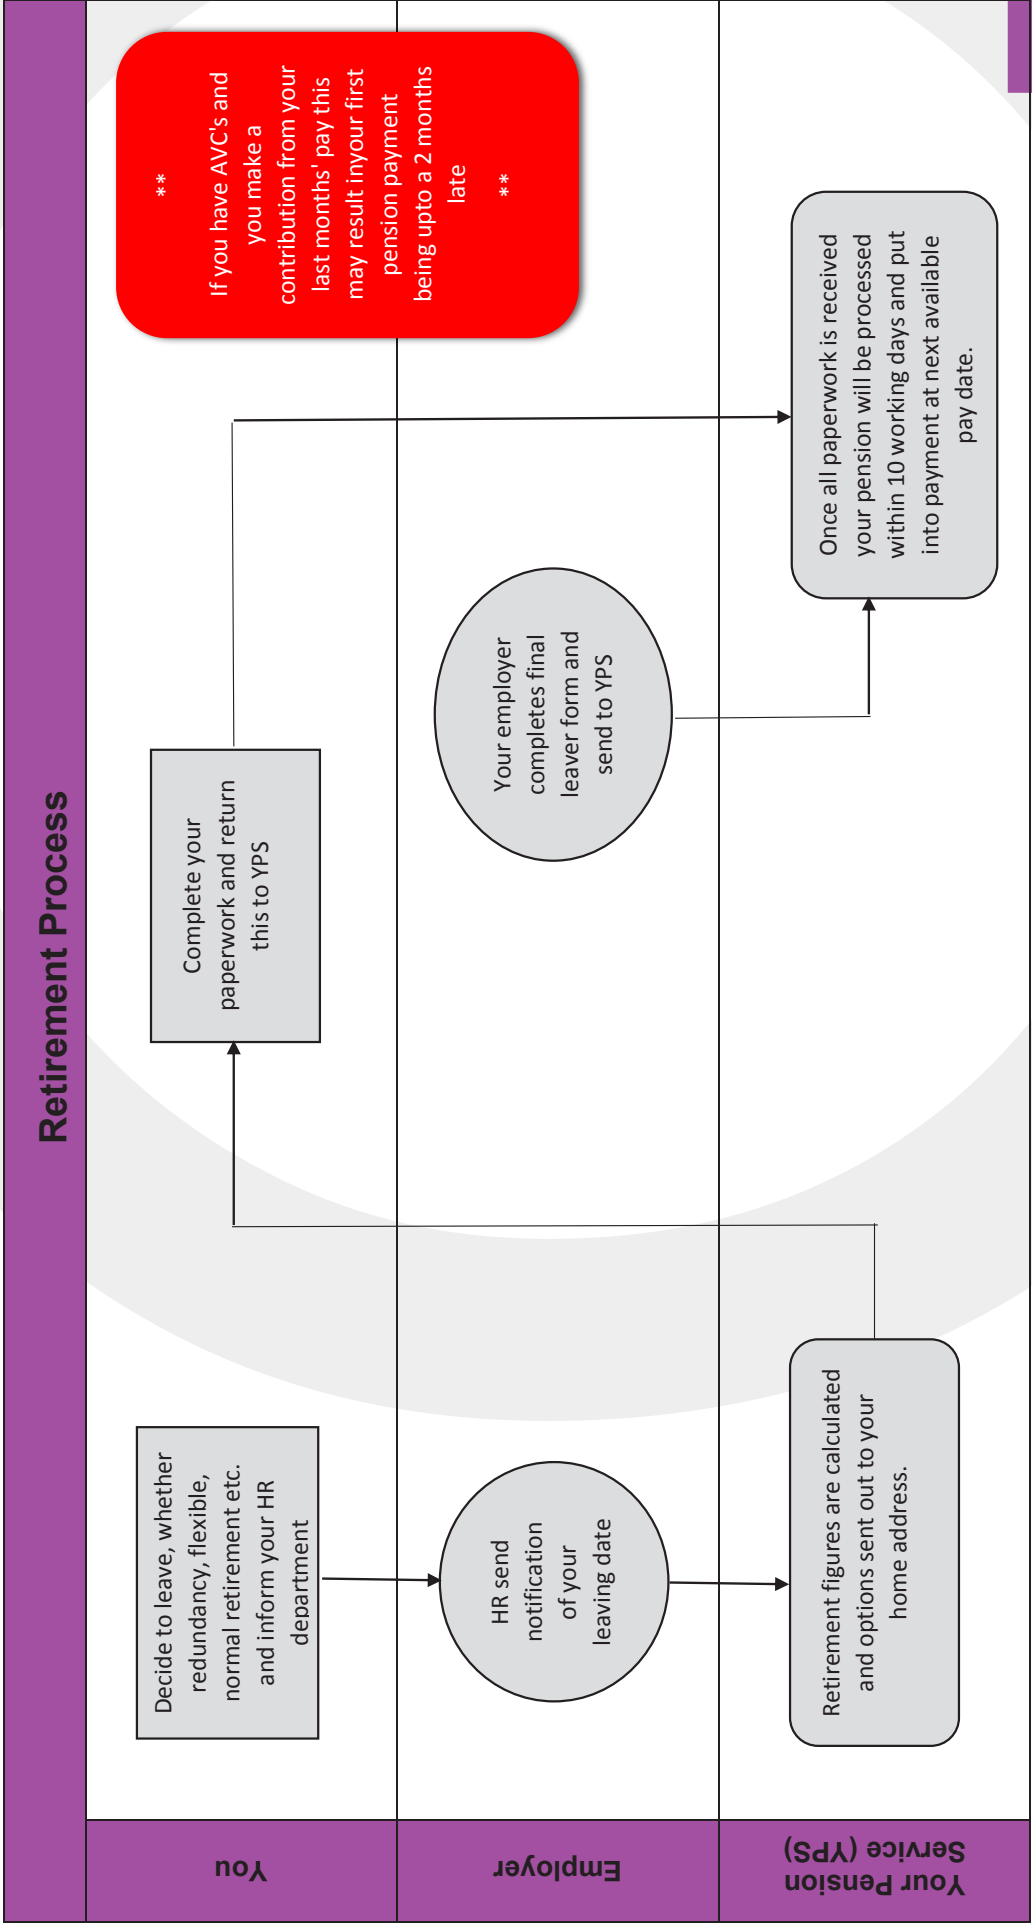 Retirement Process
You
Decide to leave, whether
redundancy, flexible,
normal retirement etc.
and inform your HR
department
Complete your
paperwork and return
this to YPS
**
If you have AVC's and
you make a
contribution from your
last months' pay this
may result inyour first
pension payment
being upto a 2 months
late
**
Employer
HR send
notification
of your
leaving date
Your employer
completes final
leaver form and
send to YPS
Your Pension
Service (YPS)
Retirement figures are calculated
and options sent out to your
home address.
Once all paperwork is received
your pension will be processed
within 10 working days and put
into payment at next available
pay date.